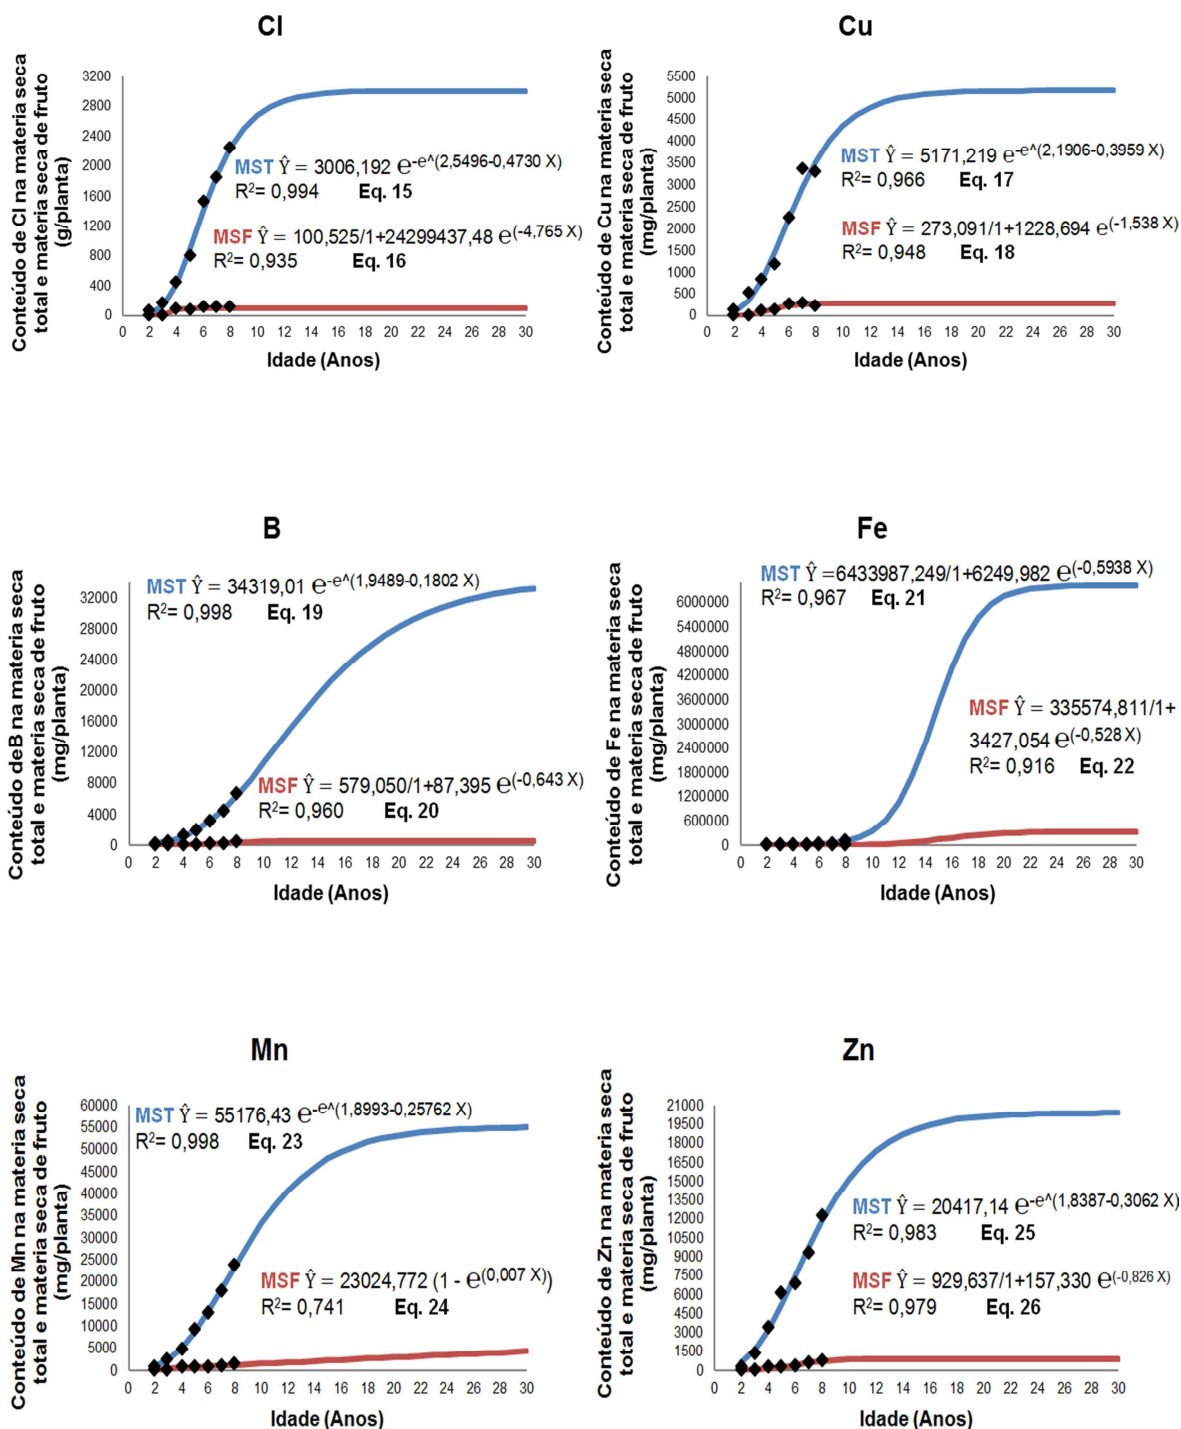 Cl
Conteúdo de Cl na materia seca
total e materia seca de fruto
(g/planta)
3200
2800
2400
2000
1600
1200
800
400
0
MST Ŷ = 3006,192 e^-e^(2,5496-0,4730 X)
R²= 0,994 Eq. 15
MSF Ŷ = 100,525/1+24299437,48 e^(-4,765 X)
R²= 0,935 Eq. 16
0 2 4 6 8 10 12 14 16 18 20 22 24 26 28 30
Idade (Anos)
Cu
Conteúdo de Cu na materia seca
total e materia seca de fruto
(mg/planta)
5500
5000
4500
4000
3500
3000
2500
2000
1500
1000
500
0
MST Ŷ = 5171,219 e^-e^(2,1906-0,3959 X)
R²= 0,966 Eq. 17
MSF Ŷ = 273,091/1+1228,694 e^(-1,538 X)
R²= 0,948 Eq. 18
0 2 4 6 8 10 12 14 16 18 20 22 24 26 28 30
Idade (Anos)
B
Conteúdo deB na materia seca
total e materia seca de fruto
(mg/planta)
32000
28000
24000
20000
16000
12000
8000
4000
0
MST Ŷ = 34319,01 e^-e^(1,9489-0,1802 X)
R²= 0,998 Eq. 19
MSF Ŷ = 579,050/1+87,395 e^(-0,643 X)
R²= 0,960 Eq. 20
0 2 4 6 8 10 12 14 16 18 20 22 24 26 28 30
Idade (Anos)
Fe
Conteúdo de Fe na materia seca
total e materia seca de fruto
(mg/planta)
6000000
5400000
4800000
4200000
3600000
3000000
2400000
1800000
1200000
600000
0
MST Ŷ =6433987,249/1+6249,982 e^(-0,5938 X)
R²= 0,967 Eq. 21
MSF Ŷ = 335574,811/1+
3427,054 e^(-0,528 X)
R²= 0,916 Eq. 22
0 2 4 6 8 10 12 14 16 18 20 22 24 26 28 30
Idade (Anos)
Mn
Conteúdo de Mn na materia seca
total e materia seca de fruto
(mg/planta)
60000
55000
50000
45000
40000
35000
30000
25000
20000
15000
10000
5000
0
MST Ŷ = 55176,43 e^-e^(1,8993-0,25762 X)
R²= 0,998 Eq. 23
MSF Ŷ = 23024,772 (1 - e^(0,007 X))
R²= 0,741 Eq. 24
0 2 4 6 8 10 12 14 16 18 20 22 24 26 28 30
Idade (Anos)
Zn
Conteúdo de Zn na materia seca
total e materia seca de fruto
(mg/planta)
21000
19500
18000
16500
15000
13500
12000
10500
9000
7500
6000
4500
3000
1500
0
MST Ŷ = 20417,14 e^-e^(1,8387-0,3062 X)
R²= 0,983 Eq. 25
MSF Ŷ = 929,637/1+157,330 e^(-0,826 X)
R²= 0,979 Eq. 26
0 2 4 6 8 10 12 14 16 18 20 22 24 26 28 30
Idade (Anos)